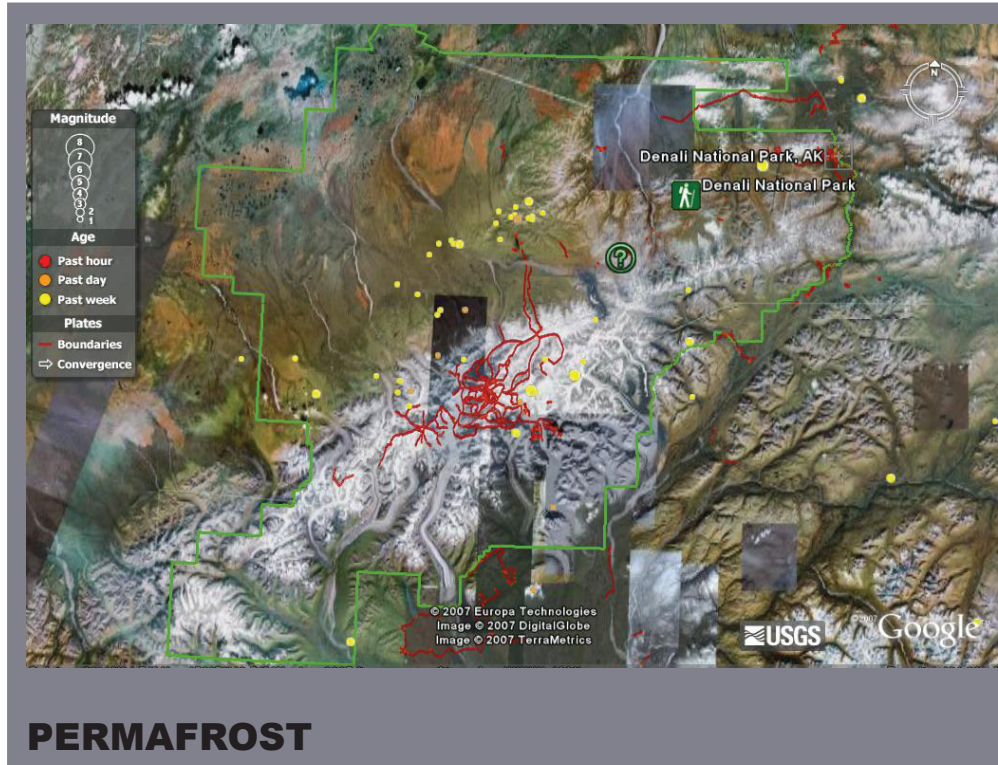 Magnitude
8
7
6
5
4
3
2
1
Age
Past hour
Past day
Past week
Plates
Boundaries
Convergence
N
Denali National Park, AK
Denali National Park
?
© 2007 Europa Technologies
Image © 2007 DigitalGlobe
Image © 2007 TerraMetrics
USGS
©2007 Google
PERMAFROST